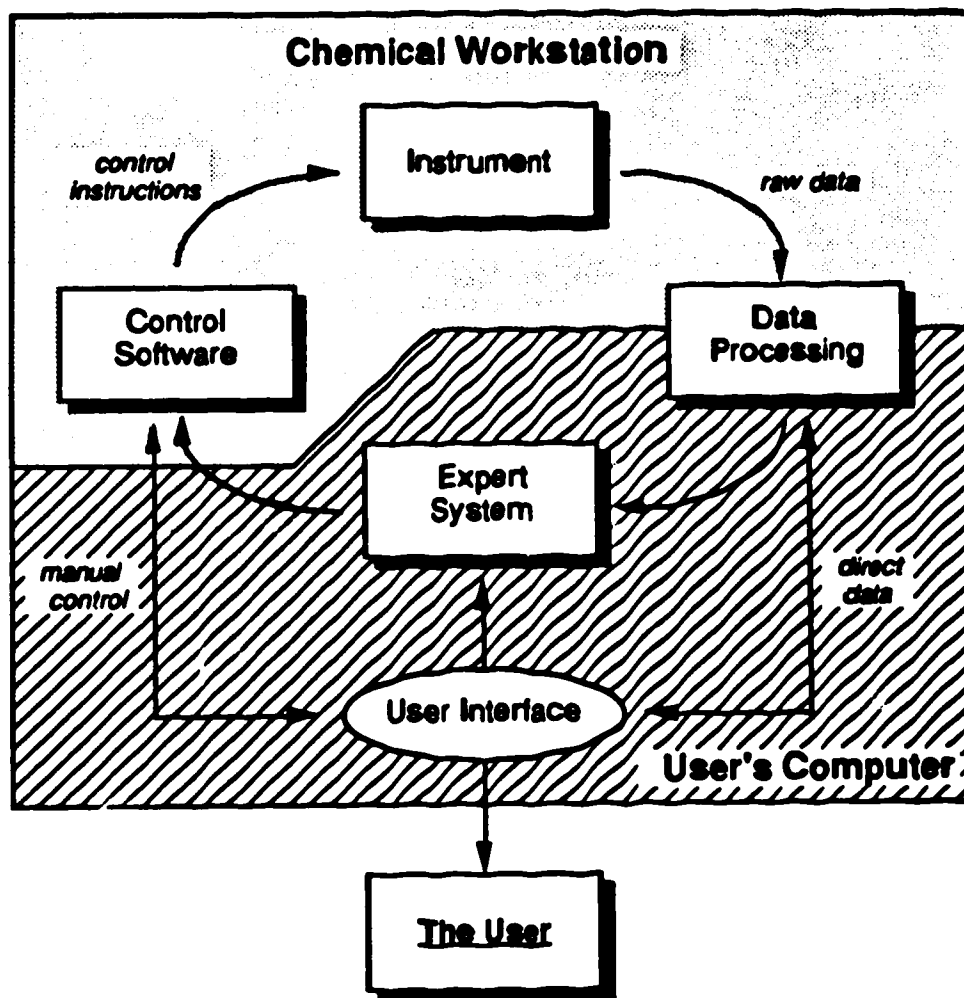 Chemical Workstation
control
instructions
Instrument
raw data
Control
Software
Data
Processing
Expert
System
manual
control
direct
data
User Interface
User's Computer
The User